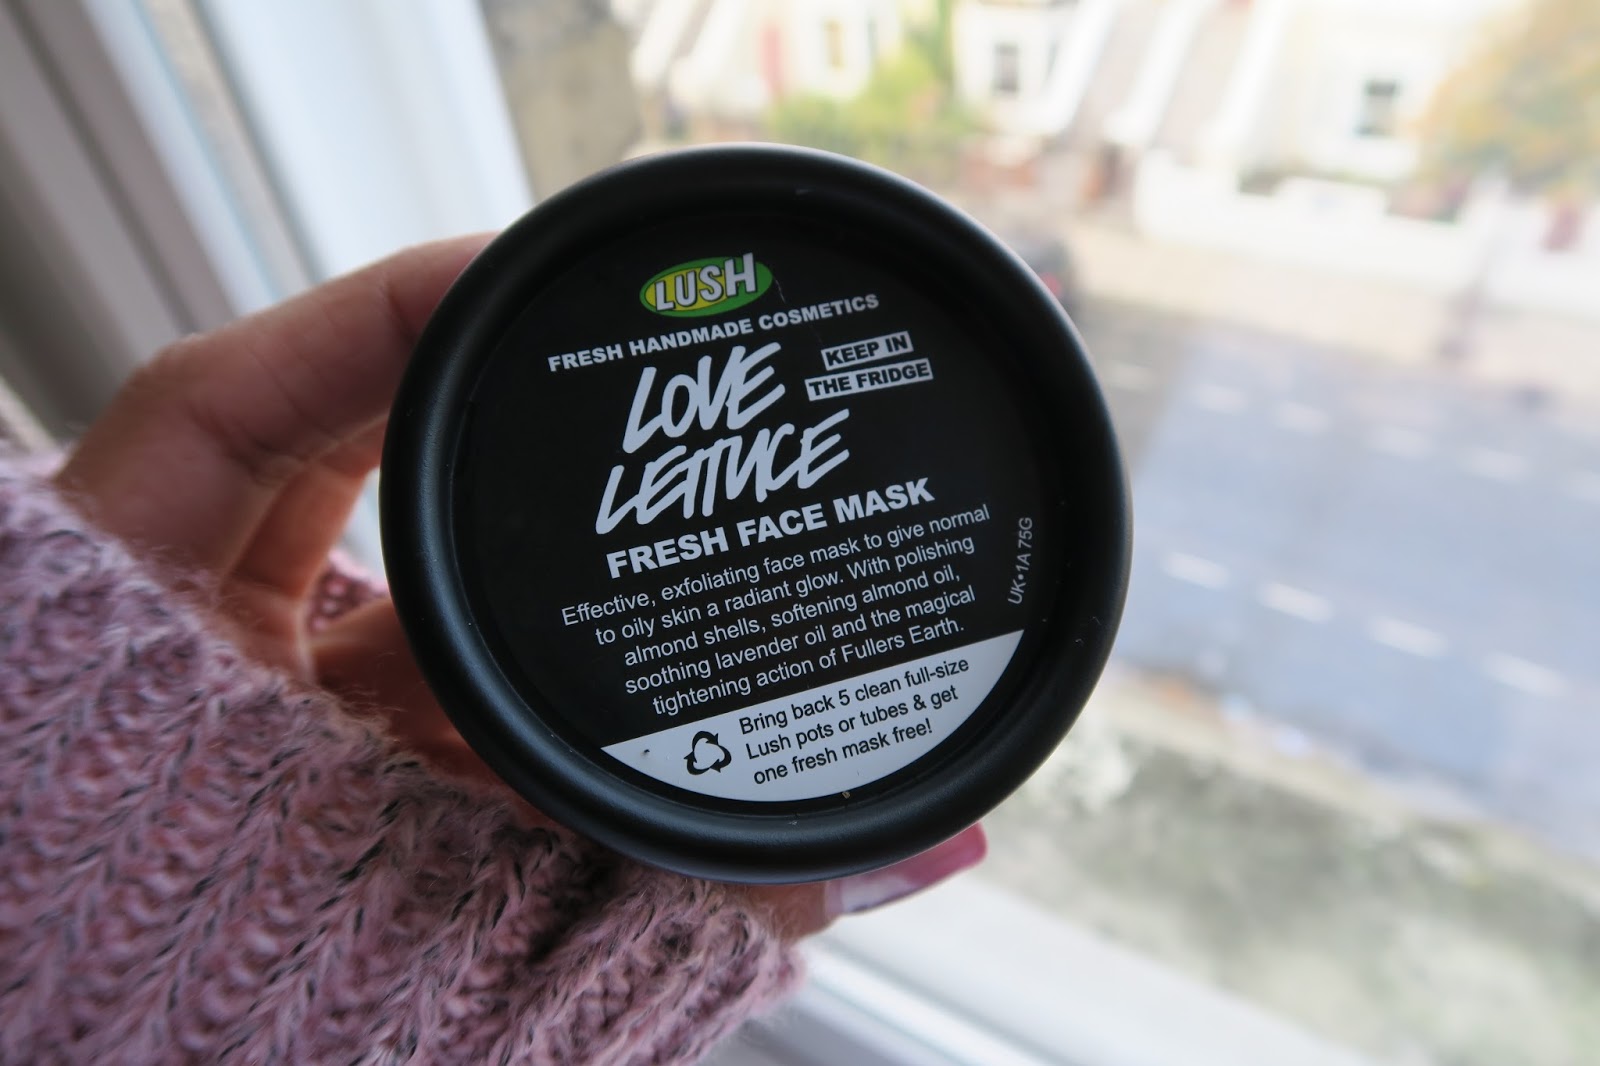 LUSH
FRESH HANDMADE COSMETICS
LOVE
LETTUCE
KEEP IN
THE FRIDGE
FRESH FACE MASK
Effective, exfoliating face mask to give normal
to oily skin a radiant glow. With polishing
almond shells, softening almond oil,
soothing lavender oil and the magical
tightening action of Fullers Earth.
UK•1A 75G
Bring back 5 clean full-size
Lush pots or tubes & get
one fresh mask free!